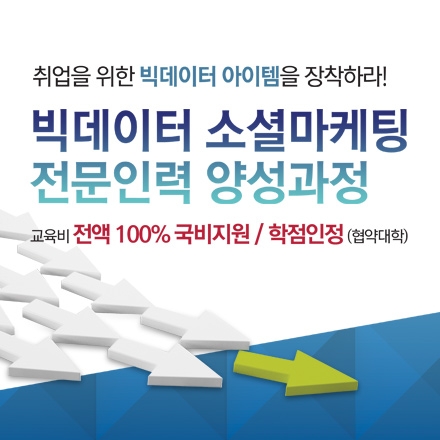 취업을 위한 빅데이터 아이템을 장착하라!
빅데이터 소셜마케팅
전문인력 양성과정
교육비 전액 100% 국비지원 / 학점인정 (협약대학)